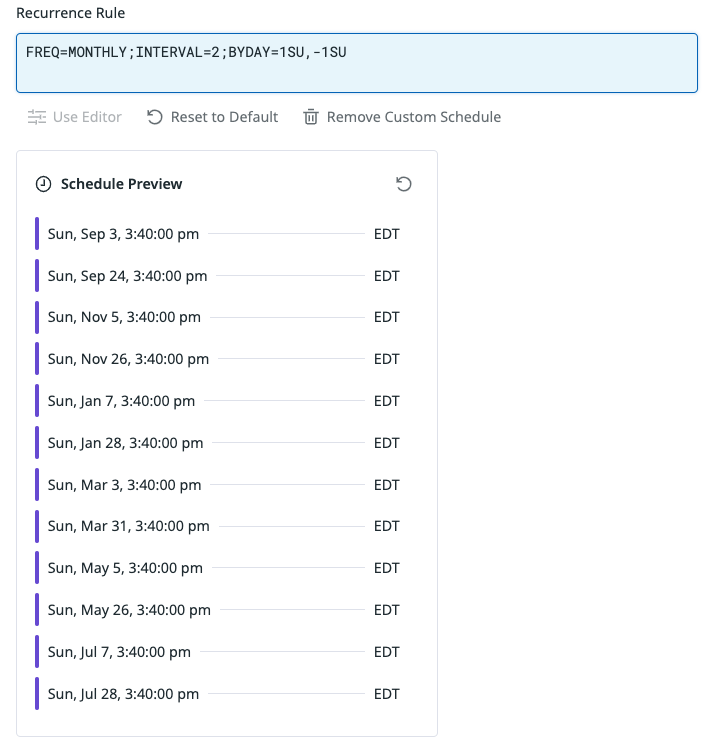 Recurrence Rule
FREQ=MONTHLY;INTERVAL=2;BYDAY=1SU,-1SU
Use Editor Reset to Default Remove Custom Schedule
Schedule Preview
Sun, Sep 3, 3:40:00 pm EDT
Sun, Sep 24, 3:40:00 pm EDT
Sun, Nov 5, 3:40:00 pm EDT
Sun, Nov 26, 3:40:00 pm EDT
Sun, Jan 7, 3:40:00 pm EDT
Sun, Jan 28, 3:40:00 pm EDT
Sun, Mar 3, 3:40:00 pm EDT
Sun, Mar 31, 3:40:00 pm EDT
Sun, May 5, 3:40:00 pm EDT
Sun, May 26, 3:40:00 pm EDT
Sun, Jul 7, 3:40:00 pm EDT
Sun, Jul 28, 3:40:00 pm EDT